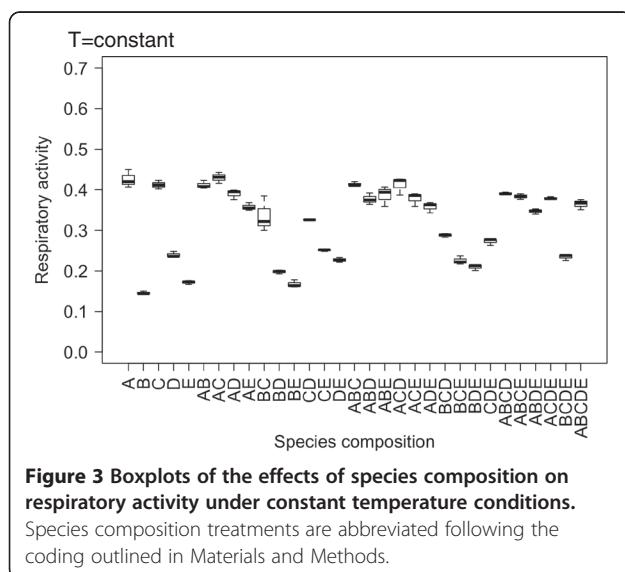 T=constant
0.7
0.6
0.5
0.4
0.3
0.2
0.1
0.0
Respiratory activity
A B C D E AB AC AD AE BC BD BE CD CE DE ABC ABD ABE ACD ACE ADE BCD BCE BDE CDE ABCD ABCE ABDE ACDE BCDE ABCDE
Species composition
Figure 3 Boxplots of the effects of species composition on
respiratory activity under constant temperature conditions.
Species composition treatments are abbreviated following the
coding outlined in Materials and Methods.